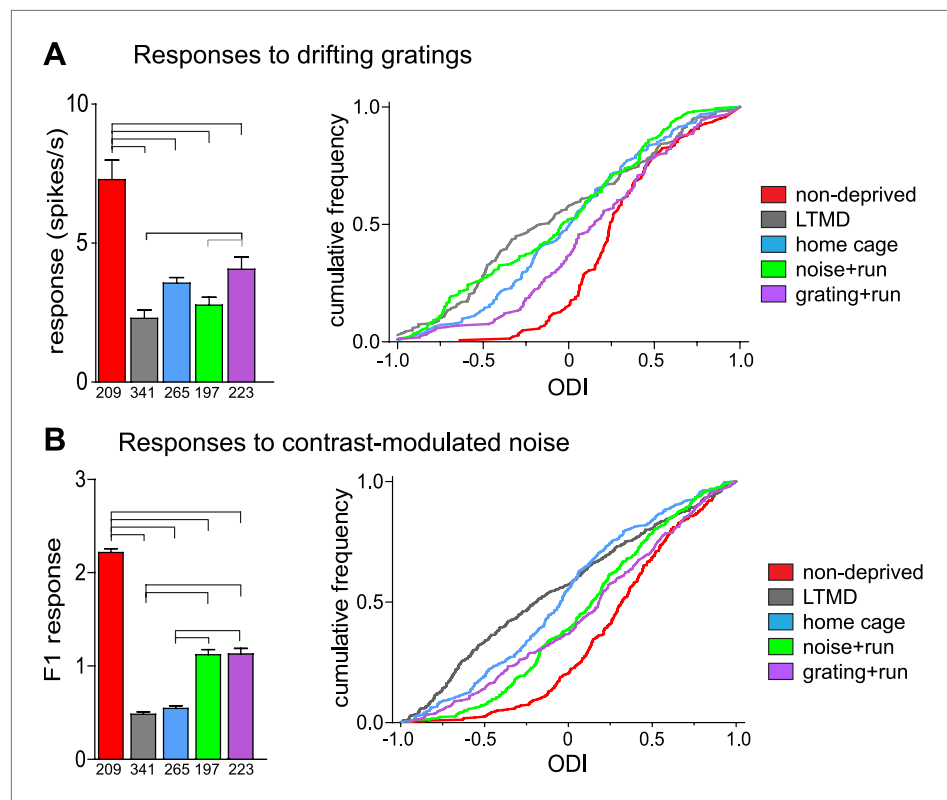 A Responses to drifting gratings
response (spikes/s)
10
5
0
209 341 265 197 223
cumulative frequency
1.0
0.5
0.0
-1.0 -0.5 0 0.5 1.0
ODI
non-deprived
LTMD
home cage
noise+run
grating+run
B Responses to contrast-modulated noise
F1 response
3
2
1
0
209 341 265 197 223
cumulative frequency
1.0
0.5
0.0
-1.0 -0.5 0 0.5 1.0
ODI
non-deprived
LTMD
home cage
noise+run
grating+run